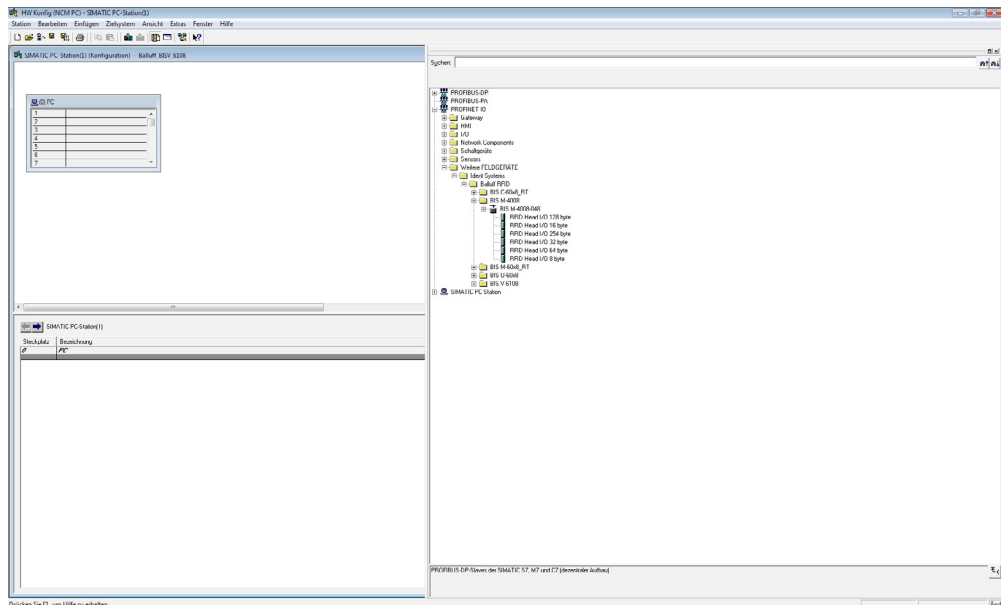 HW Konfig (NCM PC) - SIMATIC PC-Station(1)
Station Bearbeiten Einfügen Zielsystem Ansicht Extras Fenster Hilfe
SIMATIC PC-Station(1) (Konfiguration) -- Balluff BISV 6108
(0) PC
1
2
3
4
5
6
7
SIMATIC PC-Station(1)
Steckplatz Bezeichnung
0 PC
Suchen:
PROFIBUS-DP
PROFIBUS-PA
PROFINET IO
Gateway
HMI
I/O
Network Components
Schaltgeräte
Sensors
Weitere FELDGERÄTE
Ident Systems
Balluff RFID
BIS C-60x8_RT
BIS M-4008
BIS M-4008-048
RFID Head I/O 128 byte
RFID Head I/O 16 byte
RFID Head I/O 254 byte
RFID Head I/O 32 byte
RFID Head I/O 64 byte
RFID Head I/O 8 byte
BIS M-60x8_RT
BIS U-60x8
BIS V-6108
SIMATIC PC Station
PROFIBUS-DP-Slaves der SIMATIC S7, M7 und C7 (dezentraler Aufbau)
Drücken Sie F1, um Hilfe zu erhalten.